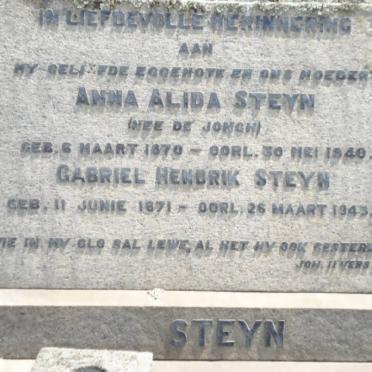 IN LIEFDEVOLLE HERINNERING
AAN
MY GELIEFDE EGGENOTE EN ONS MOEDER
ANNA ALIDA STEYN
(NEE DE JONGH)
GEB. 6 MAART 1870 - OORL. 30 MEI 1940.
GABRIEL HENDRIK STEYN
GEB. 11 JUNIE 1871 - OORL. 26 MAART 1943.
WIE IN MY GLO SAL LEWE, AL HET HY OOK GESTERF
JOH. 11 VERS
STEYN